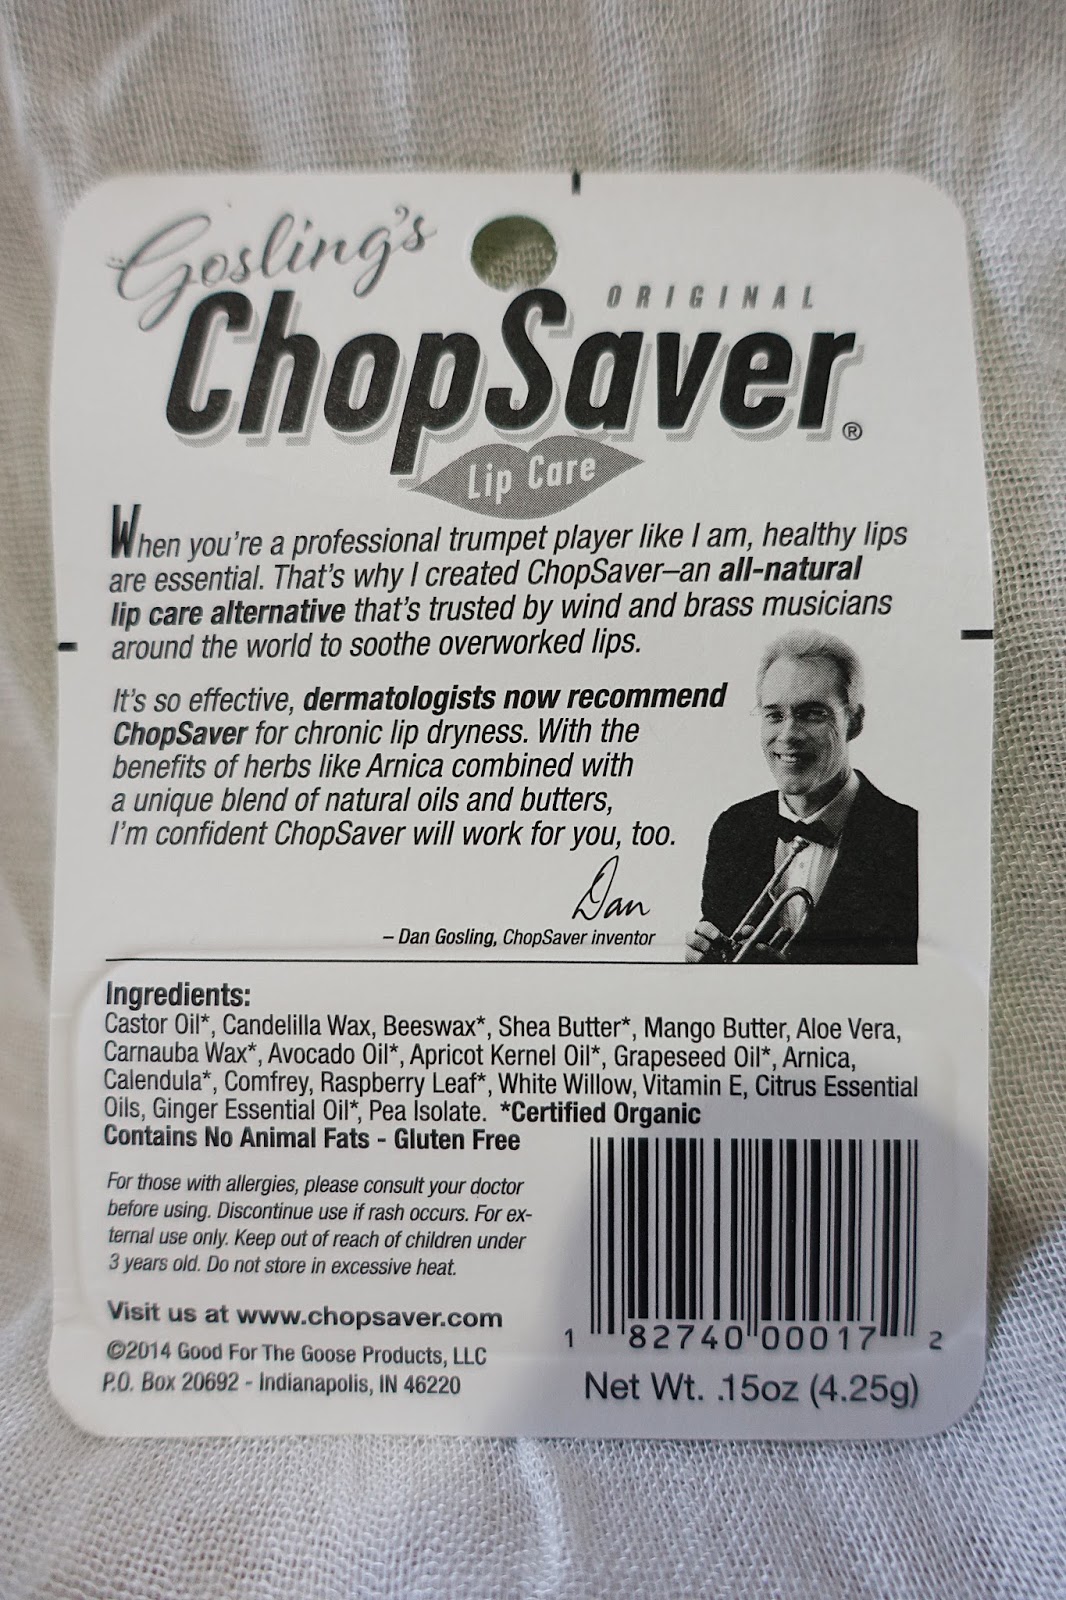 Gosling's
ORIGINAL
ChopSaver®
Lip Care
When you're a professional trumpet player like I am, healthy lips
are essential. That's why I created ChopSaver–an all-natural
lip care alternative that's trusted by wind and brass musicians
around the world to soothe overworked lips.
It's so effective, dermatologists now recommend
ChopSaver for chronic lip dryness. With the
benefits of herbs like Arnica combined with
a unique blend of natural oils and butters,
I'm confident ChopSaver will work for you, too.
Dan
– Dan Gosling, ChopSaver inventor
Ingredients:
Castor Oil*, Candelilla Wax, Beeswax*, Shea Butter*, Mango Butter, Aloe Vera,
Carnauba Wax*, Avocado Oil*, Apricot Kernel Oil*, Grapeseed Oil*, Arnica,
Calendula*, Comfrey, Raspberry Leaf*, White Willow, Vitamin E, Citrus Essential
Oils, Ginger Essential Oil*, Pea Isolate. *Certified Organic
Contains No Animal Fats - Gluten Free
For those with allergies, please consult your doctor
before using. Discontinue use if rash occurs. For ex-
ternal use only. Keep out of reach of children under
3 years old. Do not store in excessive heat.
Visit us at www.chopsaver.com
©2014 Good For The Goose Products, LLC
P.O. Box 20692 - Indianapolis, IN 46220
1 82740 00017 2
Net Wt. .15oz (4.25g)